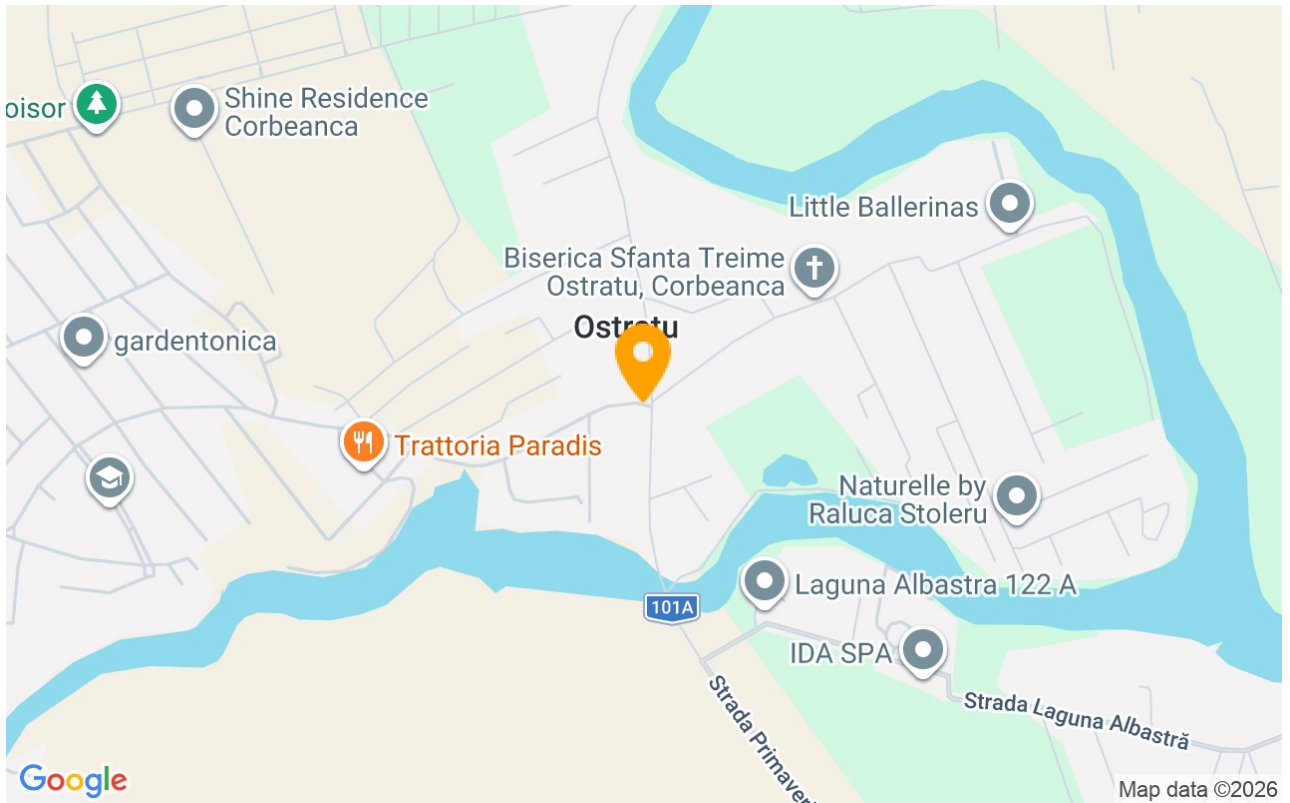 oisor
Shine Residence
Corbeanca
Little Ballerinas
Biserica Sfanta Treime
Ostratu, Corbeanca
Ostratu
gardentonica
Trattoria Paradis
Naturelle by
Raluca Stoleru
Laguna Albastra 122 A
101A
IDA SPA
Strada Laguna Albastră
Strada Primaver
Google
Map data ©2026